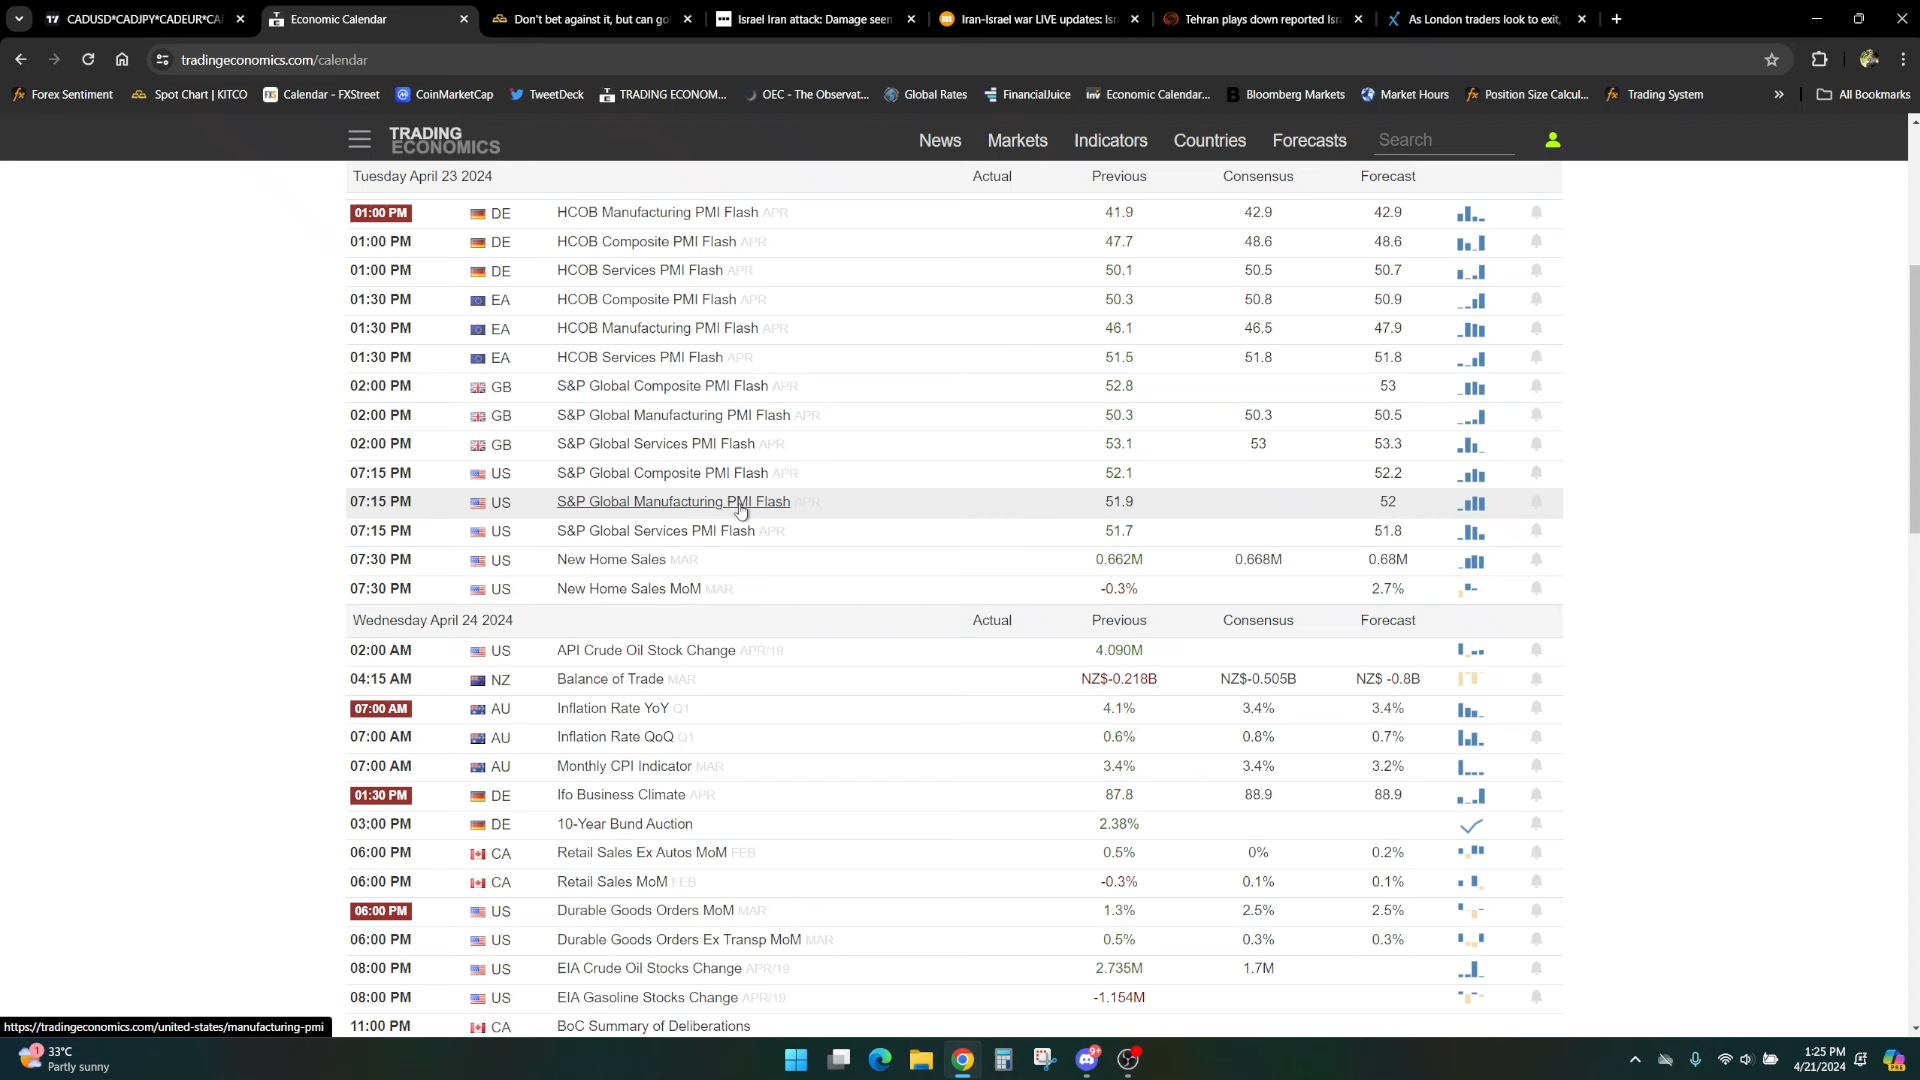 CADUSD*CADJPY*CADEUR*CA
Economic Calendar
Don't bet against it, but can go
Israel Iran attack: Damage seen
Iran-Israel war LIVE updates: Is
Tehran plays down reported Isr
As London traders look to exit,
tradingeconomics.com/calendar
Forex Sentiment
Spot Chart | KITCO
Calendar - FXStreet
CoinMarketCap
TweetDeck
TRADING ECONOM...
OEC - The Observat...
Global Rates
FinancialJuice
Economic Calendar...
Bloomberg Markets
Market Hours
Position Size Calcul...
Trading System
»
All Bookmarks
TRADING
ECONOMICS
News Markets Indicators Countries Forecasts Search
Tuesday April 23 2024 Actual Previous Consensus Forecast
01:00 PM DE HCOB Manufacturing PMI Flash APR 41.9 42.9 42.9
01:00 PM DE HCOB Composite PMI Flash APR 47.7 48.6 48.6
01:00 PM DE HCOB Services PMI Flash APR 50.1 50.5 50.7
01:30 PM EA HCOB Composite PMI Flash APR 50.3 50.8 50.9
01:30 PM EA HCOB Manufacturing PMI Flash APR 46.1 46.5 47.9
01:30 PM EA HCOB Services PMI Flash APR 51.5 51.8 51.8
02:00 PM GB S&P Global Composite PMI Flash APR 52.8 53
02:00 PM GB S&P Global Manufacturing PMI Flash APR 50.3 50.3 50.5
02:00 PM GB S&P Global Services PMI Flash APR 53.1 53 53.3
07:15 PM US S&P Global Composite PMI Flash APR 52.1 52.2
07:15 PM US S&P Global Manufacturing PMI Flash APR 51.9 52
07:15 PM US S&P Global Services PMI Flash APR 51.7 51.8
07:30 PM US New Home Sales MAR 0.662M 0.668M 0.68M
07:30 PM US New Home Sales MoM MAR -0.3% 2.7%
Wednesday April 24 2024 Actual Previous Consensus Forecast
02:00 AM US API Crude Oil Stock Change APR/19 4.090M
04:15 AM NZ Balance of Trade MAR NZ$-0.218B NZ$-0.505B NZ$ -0.8B
07:00 AM AU Inflation Rate YoY Q1 4.1% 3.4% 3.4%
07:00 AM AU Inflation Rate QoQ Q1 0.6% 0.8% 0.7%
07:00 AM AU Monthly CPI Indicator MAR 3.4% 3.4% 3.2%
01:30 PM DE Ifo Business Climate APR 87.8 88.9 88.9
03:00 PM DE 10-Year Bund Auction 2.38%
06:00 PM CA Retail Sales Ex Autos MoM FEB 0.5% 0% 0.2%
06:00 PM CA Retail Sales MoM FEB -0.3% 0.1% 0.1%
06:00 PM US Durable Goods Orders MoM MAR 1.3% 2.5% 2.5%
06:00 PM US Durable Goods Orders Ex Transp MoM MAR 0.5% 0.3% 0.3%
08:00 PM US EIA Crude Oil Stocks Change APR/19 2.735M 1.7M
08:00 PM US EIA Gasoline Stocks Change APR/19 -1.154M
11:00 PM CA BoC Summary of Deliberations
https://tradingeconomics.com/united-states/manufacturing-pmi
1
33°C
Partly sunny
9+
1:25 PM
4/21/2024
PRE